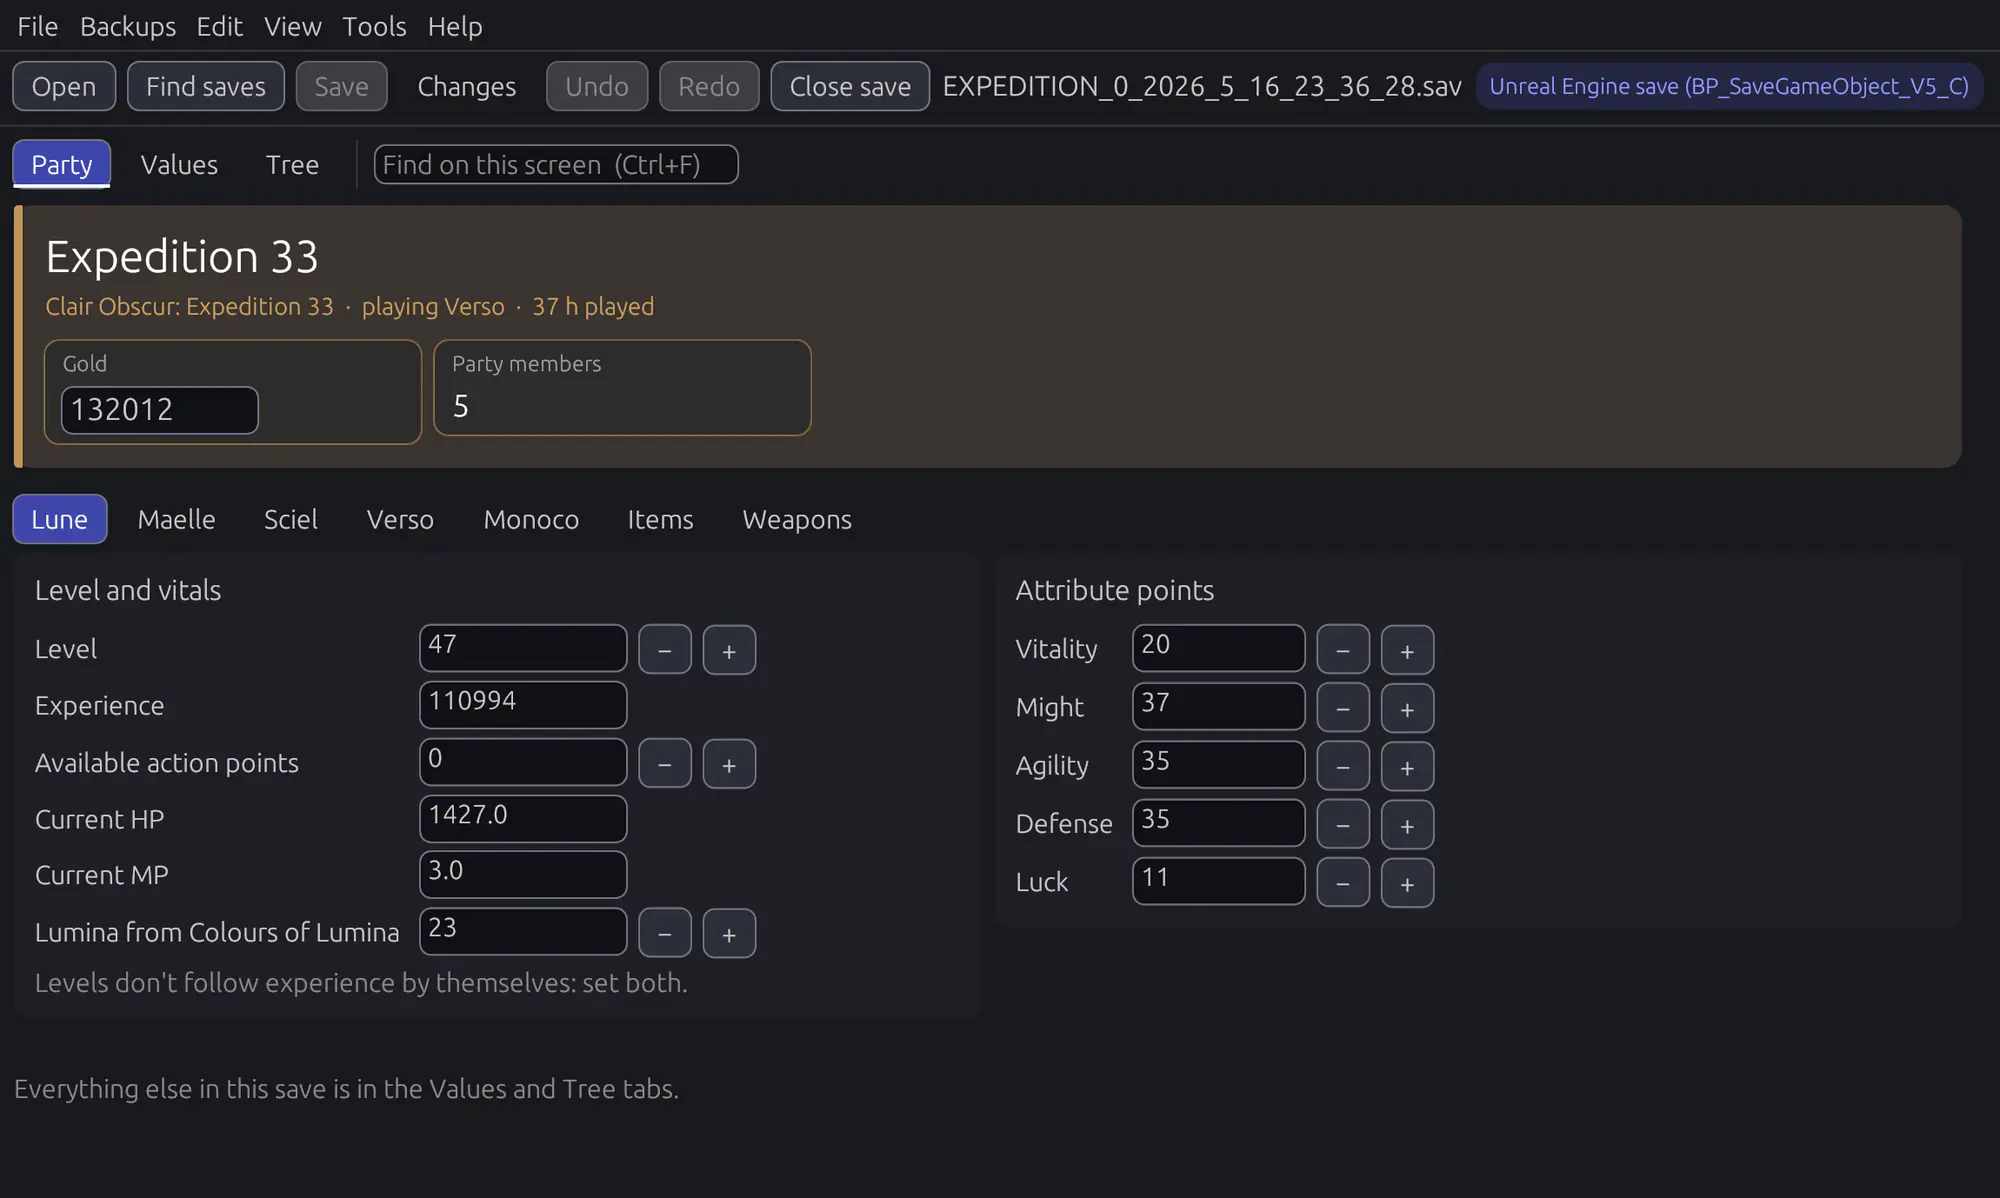 File Backups Edit View Tools Help
Open Find saves Save Changes Undo Redo Close save EXPEDITION_0_2026_5_16_23_36_28.sav Unreal Engine save (BP_SaveGameObject_V5_C)
Party Values Tree Find on this screen (Ctrl+F)
Expedition 33
Clair Obscur: Expedition 33 · playing Verso · 37 h played
Gold
132012
Party members
5
Lune Maelle Sciel Verso Monoco Items Weapons
Level and vitals
Level 47 − +
Experience 110994
Available action points 0 − +
Current HP 1427.0
Current MP 3.0
Lumina from Colours of Lumina 23 − +
Levels don't follow experience by themselves: set both.
Attribute points
Vitality 20 − +
Might 37 − +
Agility 35 − +
Defense 35 − +
Luck 11 − +
Everything else in this save is in the Values and Tree tabs.